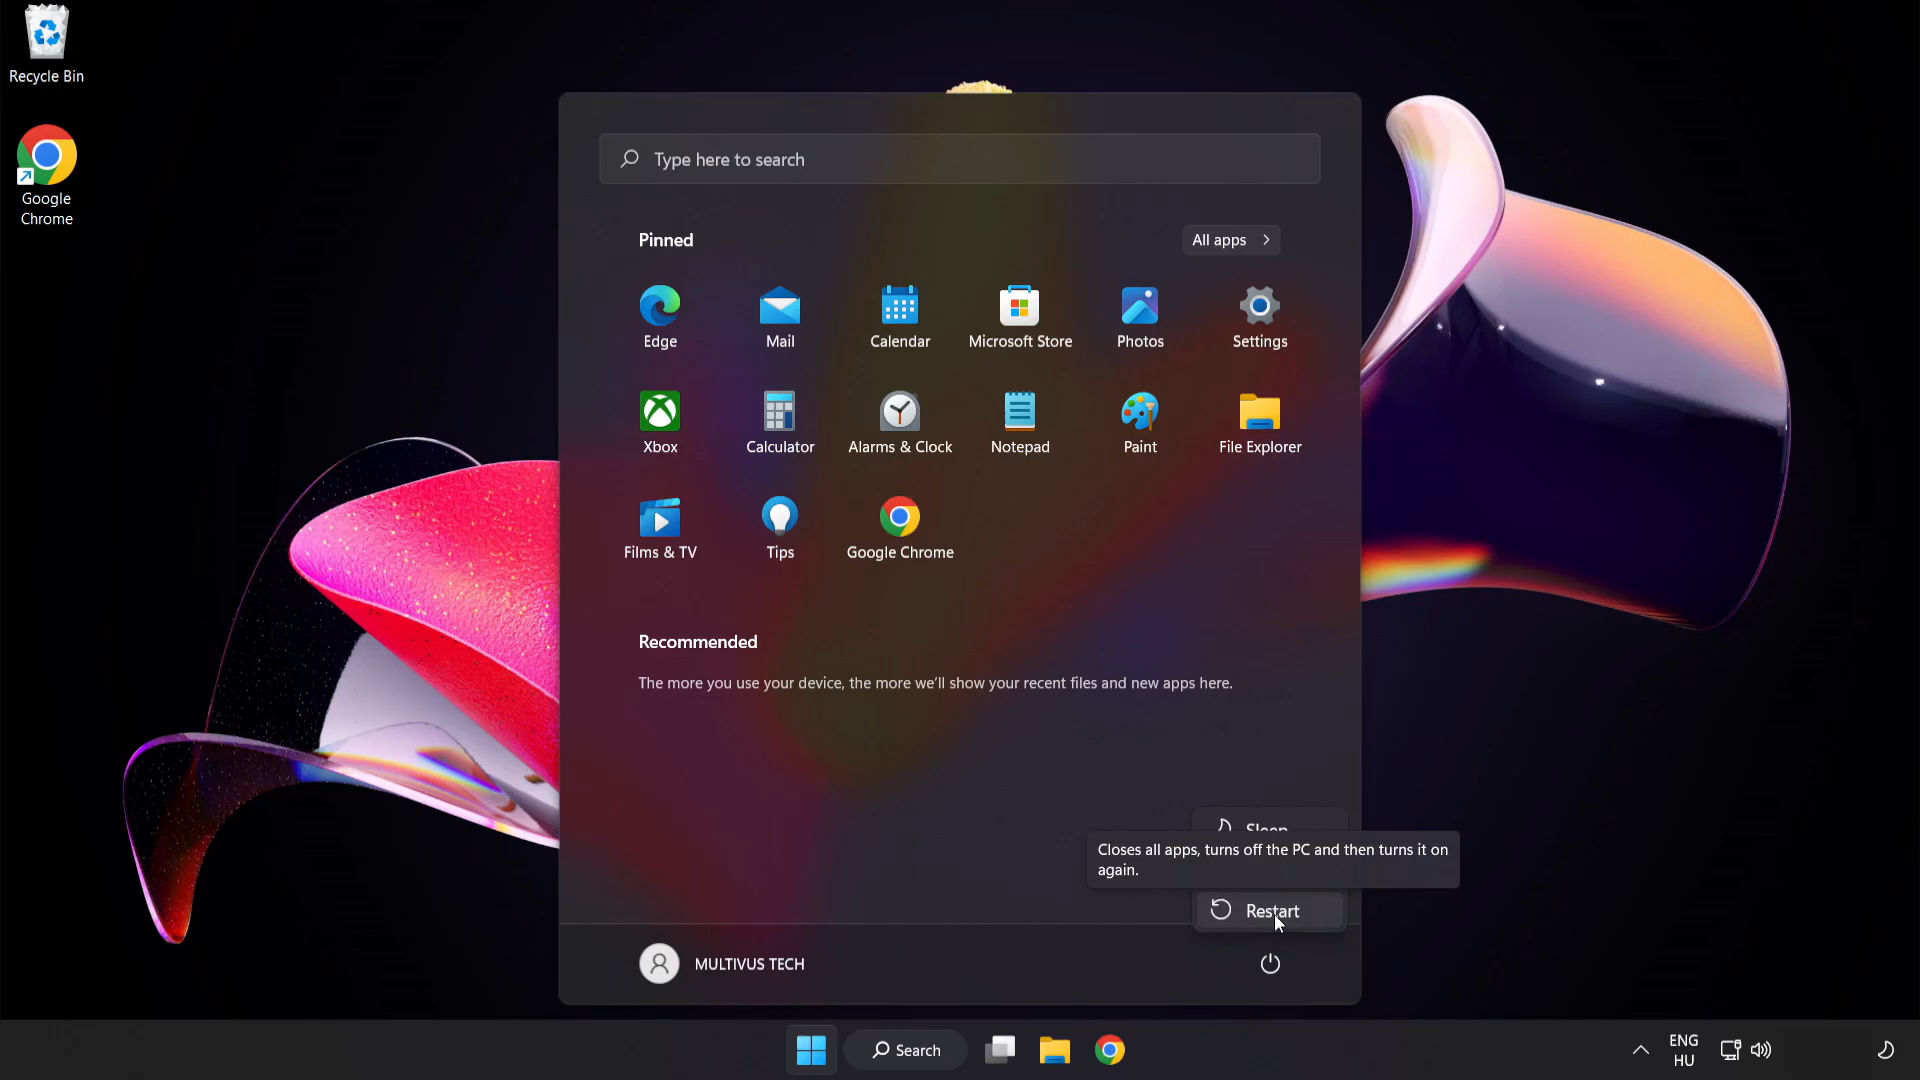 Recycle Bin
Google
Chrome
Type here to search
Pinned
All apps
Edge
Mail
Calendar
Microsoft Store
Photos
Settings
Xbox
Calculator
Alarms & Clock
Notepad
Paint
File Explorer
Films & TV
Tips
Google Chrome
Recommended
The more you use your device, the more we'll show your recent files and new apps here.
Sleep
Closes all apps, turns off the PC and then turns it on
again.
Restart
MULTIVUS TECH
Search
ENG
HU